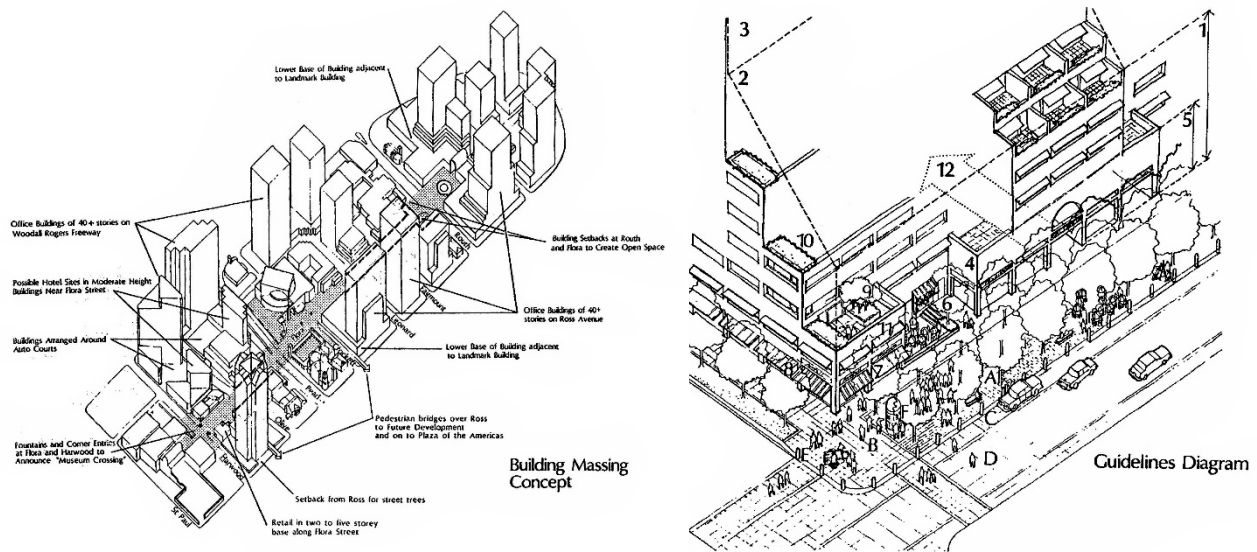 Lower Base of Building adjacent
to Landmark Building
Office Buildings of 40+ stories on
Woodall Rogers Freeway
Possible Hotel Sites in Moderate Height
Buildings Near Flora Street
Buildings Arranged Around
Auto Courts
Fountains and Corner Entries
at Flora and Harwood to
Announce "Museum Crossing"
Building Setbacks at Routh
and Flora to Create Open Space
Office Buildings of 40+
stories on Ross Avenue
Lower Base of Building adjacent
to Landmark Building
Pedestrian bridges over Ross
to Future Development
and on to Plaza of the Americas
Setback from Ross for street trees
Retail in two to five storey
base along Flora Street
Routh
Fairmount
Leonard
Pearl
Olive
Harwood
St Paul
Building Massing
Concept
3
2
1
5
12
10
4
9
6
7
A
F
C
B
E
D
Guidelines Diagram